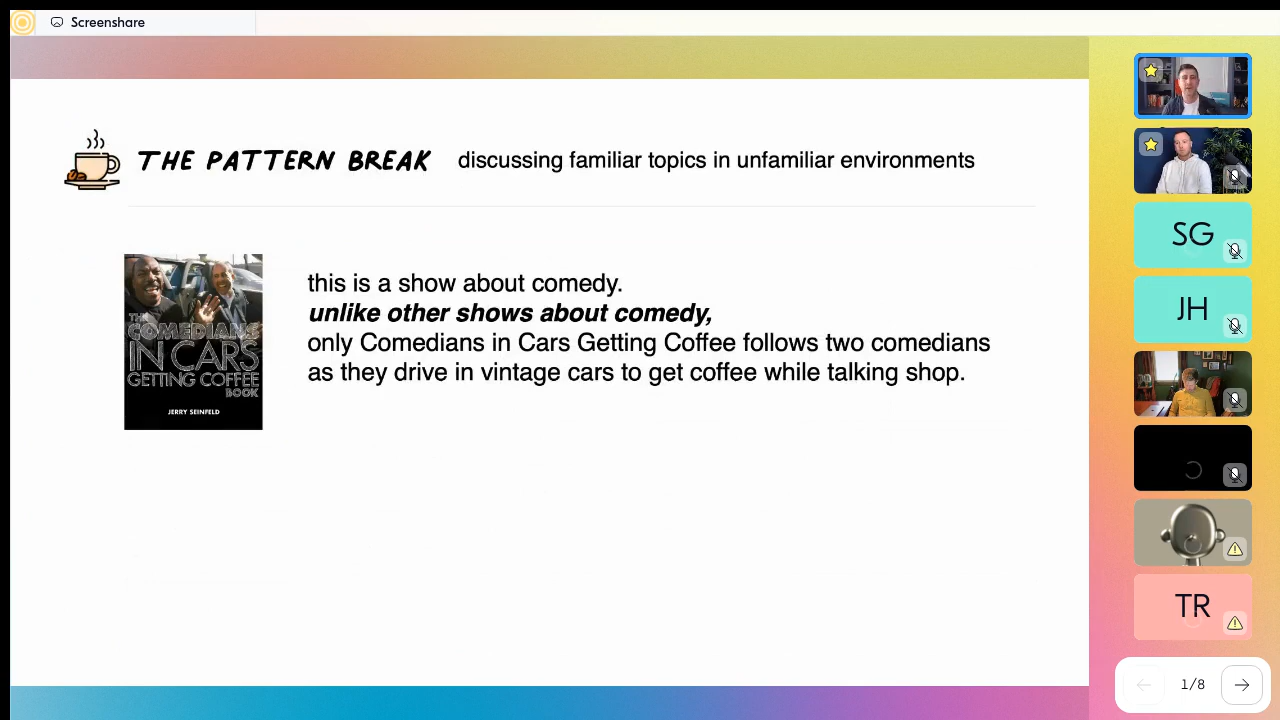 Screenshare
THE PATTERN BREAK discussing familiar topics in unfamiliar environments
this is a show about comedy.
unlike other shows about comedy,
only Comedians in Cars Getting Coffee follows two comedians
as they drive in vintage cars to get coffee while talking shop.
THE
COMEDIANS
IN CARS
GETTING COFFEE
BOOK
JERRY SEINFELD
SG
JH
TR
1/8